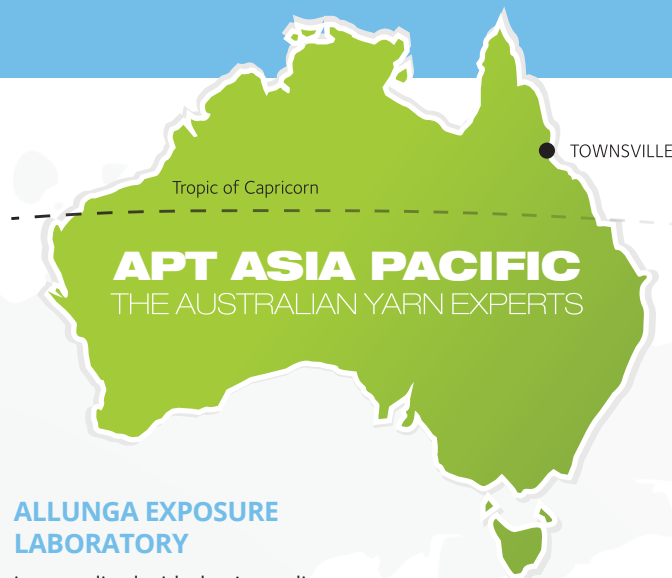 TOWNSVILLE
Tropic of Capricorn
APT ASIA PACIFIC
THE AUSTRALIAN YARN EXPERTS
ALLUNGA EXPOSURE
LABORATORY